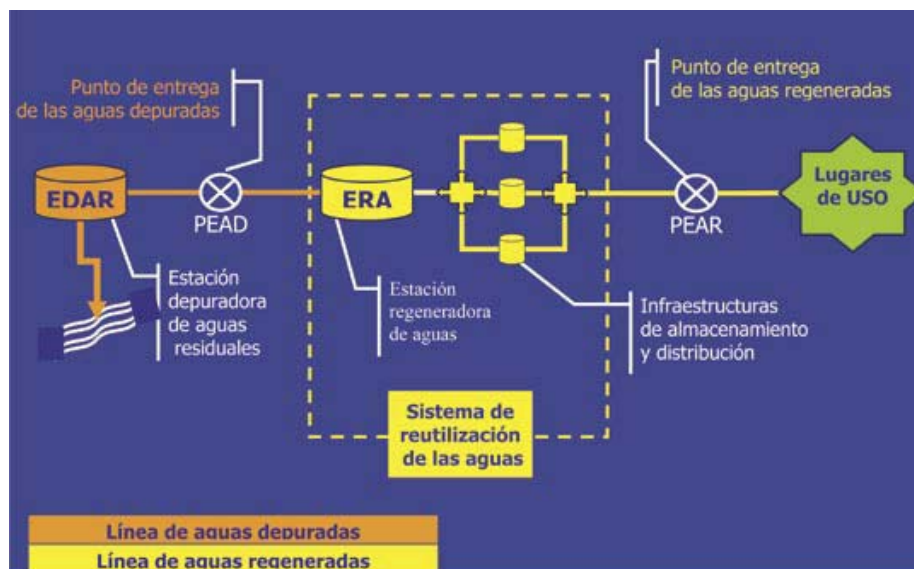 Punto de entrega
de las aguas depuradas
Punto de entrega
de las aguas regeneradas
EDAR
PEAD
ERA
PEAR
Lugares
de USO
Estación
depuradora
de aguas
residuales
Estación
regeneradora
de aguas
Infraestructuras
de almacenamiento
y distribución
Sistema de
reutilización
de las aguas
Línea de aguas depuradas
Línea de aguas regeneradas